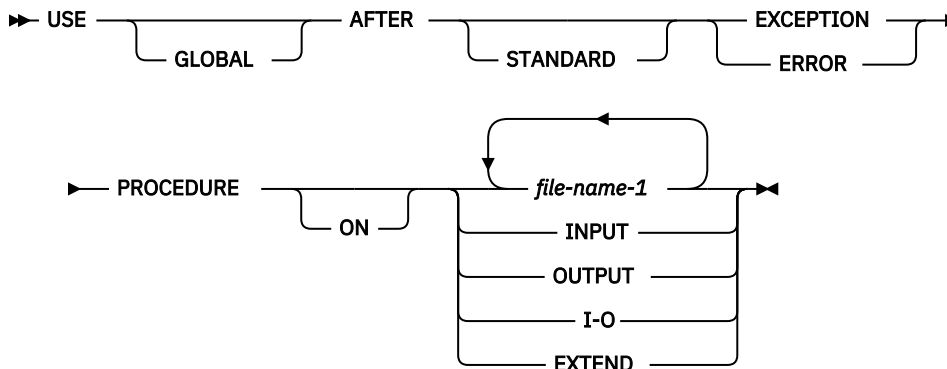 USE AFTER EXCEPTION
GLOBAL STANDARD ERROR
PROCEDURE file-name-1
ON INPUT
OUTPUT
I-O
EXTEND